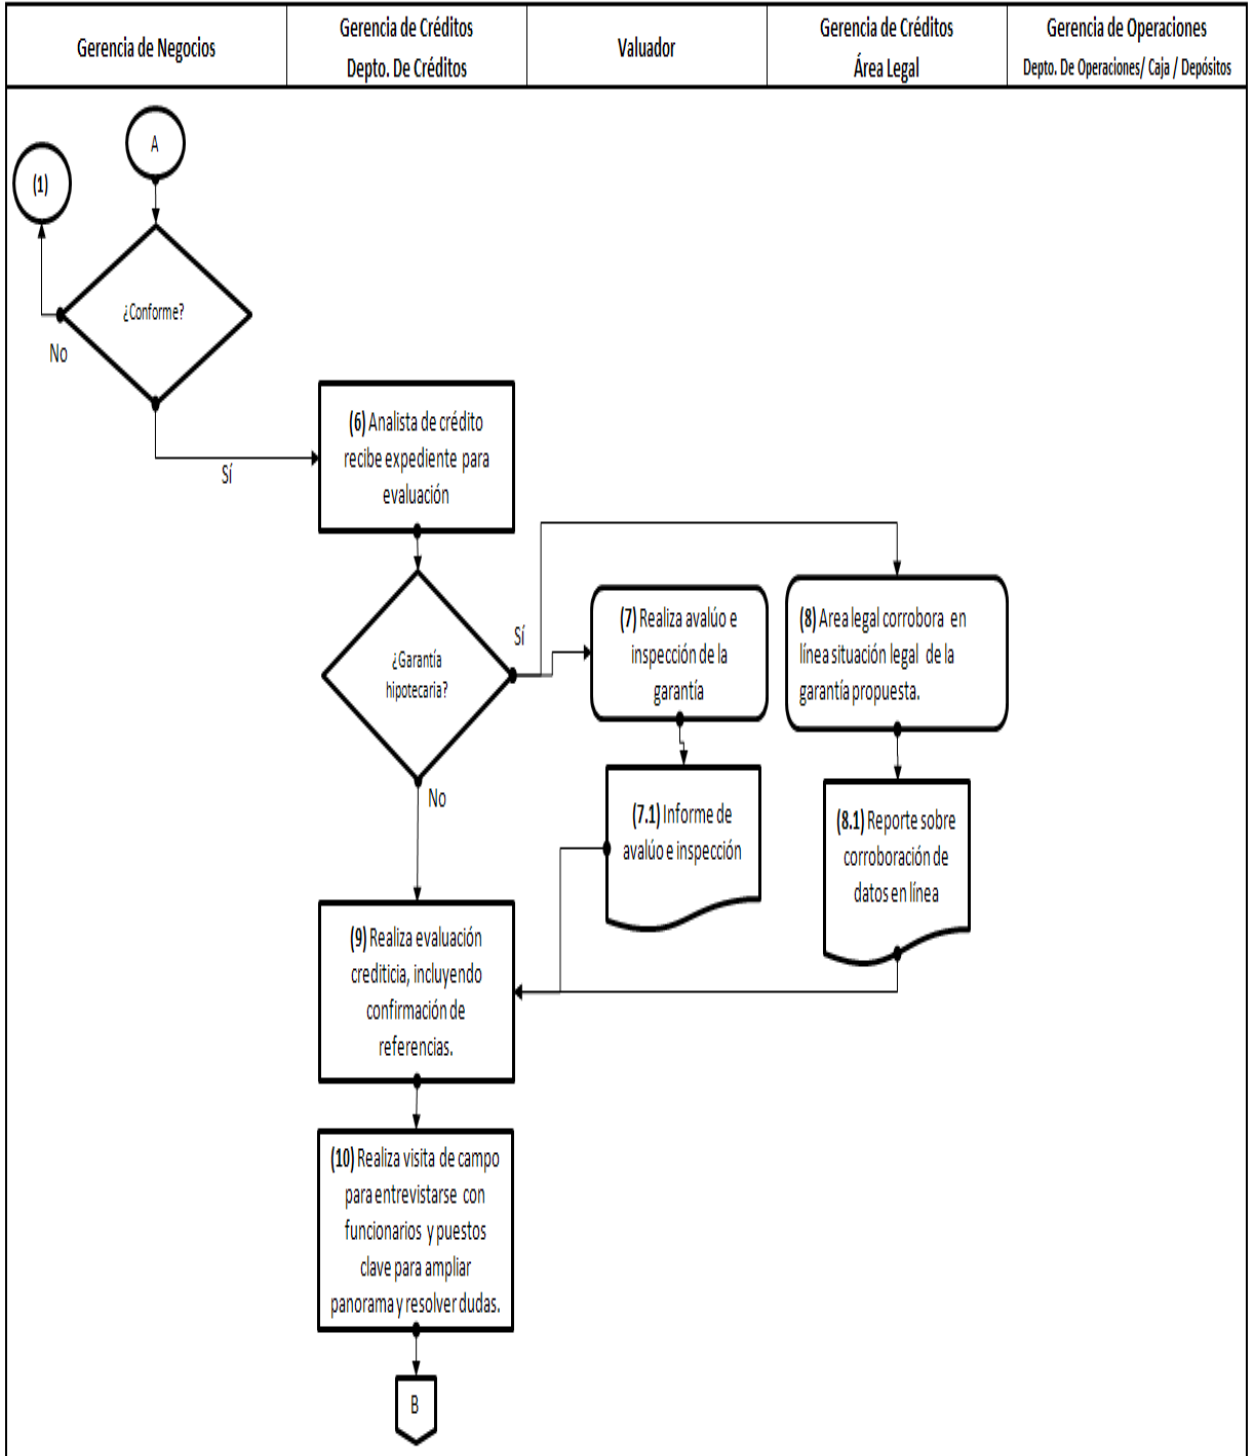 Gerencia de Negocios
Gerencia de Créditos
Depto. De Créditos
Valuador
Gerencia de Créditos
Área Legal
Gerencia de Operaciones
Depto. De Operaciones/ Caja / Depósitos
A
(1)
¿Conforme?
No
Sí
(6) Analista de crédito
recibe expediente para
evaluación
¿Garantía
hipotecaria?
Sí
No
(7) Realiza avalúo e
inspección de la
garantía
(8) Area legal corrobora en
línea situación legal de la
garantía propuesta.
(7.1) Informe de
avalúo e inspección
(8.1) Reporte sobre
corroboración de
datos en línea
(9) Realiza evaluación
crediticia, incluyendo
confirmación de
referencias.
(10) Realiza visita de campo
para entrevistarse con
funcionarios y puestos
clave para ampliar
panorama y resolver dudas.
B